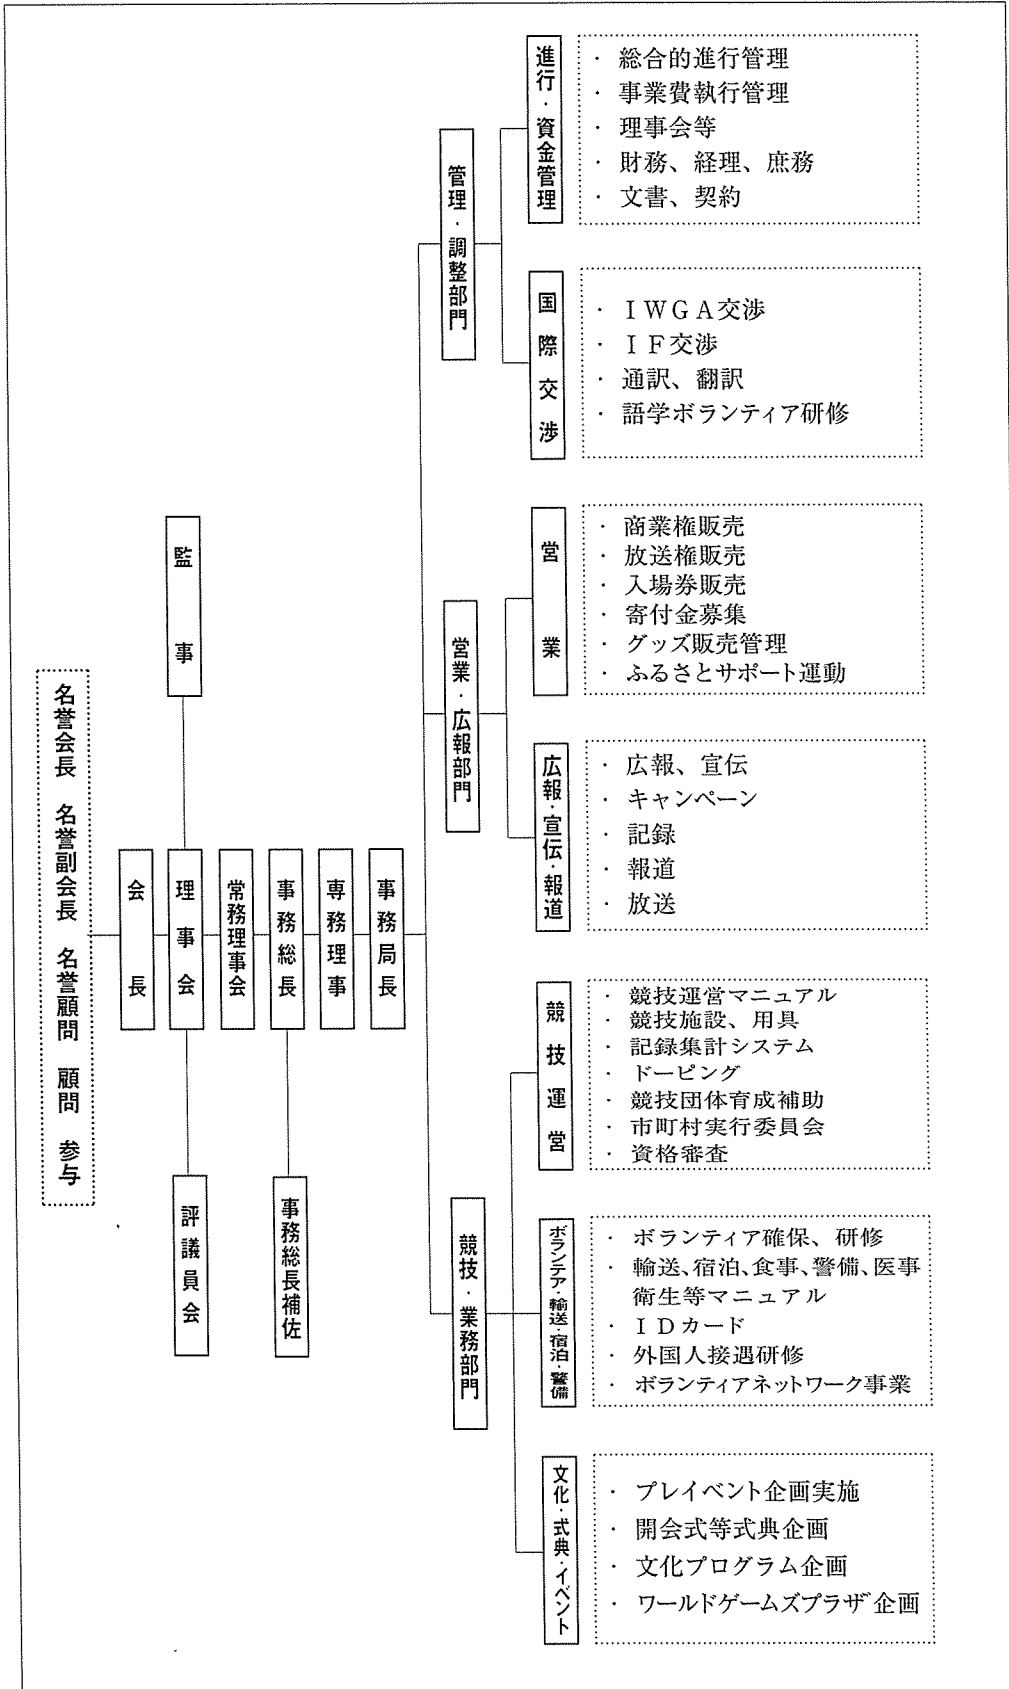 名誉会長　名誉副会長　名誉顧問　顧問　参与
会長
監事
理事会
評議員会
常務理事会
事務総長
事務総長補佐
専務理事
事務局長
管理・調整部門
進行・資金管理
・総合的進行管理
・事業費執行管理
・理事会等
・財務、経理、庶務
・文書、契約
国際交渉
・ＩＷＧＡ交渉
・ＩＦ交渉
・通訳、翻訳
・語学ボランティア研修
営業・広報部門
営業
・商業権販売
・放送権販売
・入場券販売
・寄付金募集
・グッズ販売管理
・ふるさとサポート運動
広報・宣伝・報道
・広報、宣伝
・キャンペーン
・記録
・報道
・放送
競技・業務部門
競技運営
・競技運営マニュアル
・競技施設、用具
・記録集計システム
・ドーピング
・競技団体育成補助
・市町村実行委員会
・資格審査
ボランテア・輸送・宿泊・警備
・ボランティア確保、研修
・輸送、宿泊、食事、警備、医事
衛生等マニュアル
・ＩＤカード
・外国人接遇研修
・ボランティアネットワーク事業
文化・式典・イベント
・プレイベント企画実施
・開会式等式典企画
・文化プログラム企画
・ワールドゲームズプラザ企画